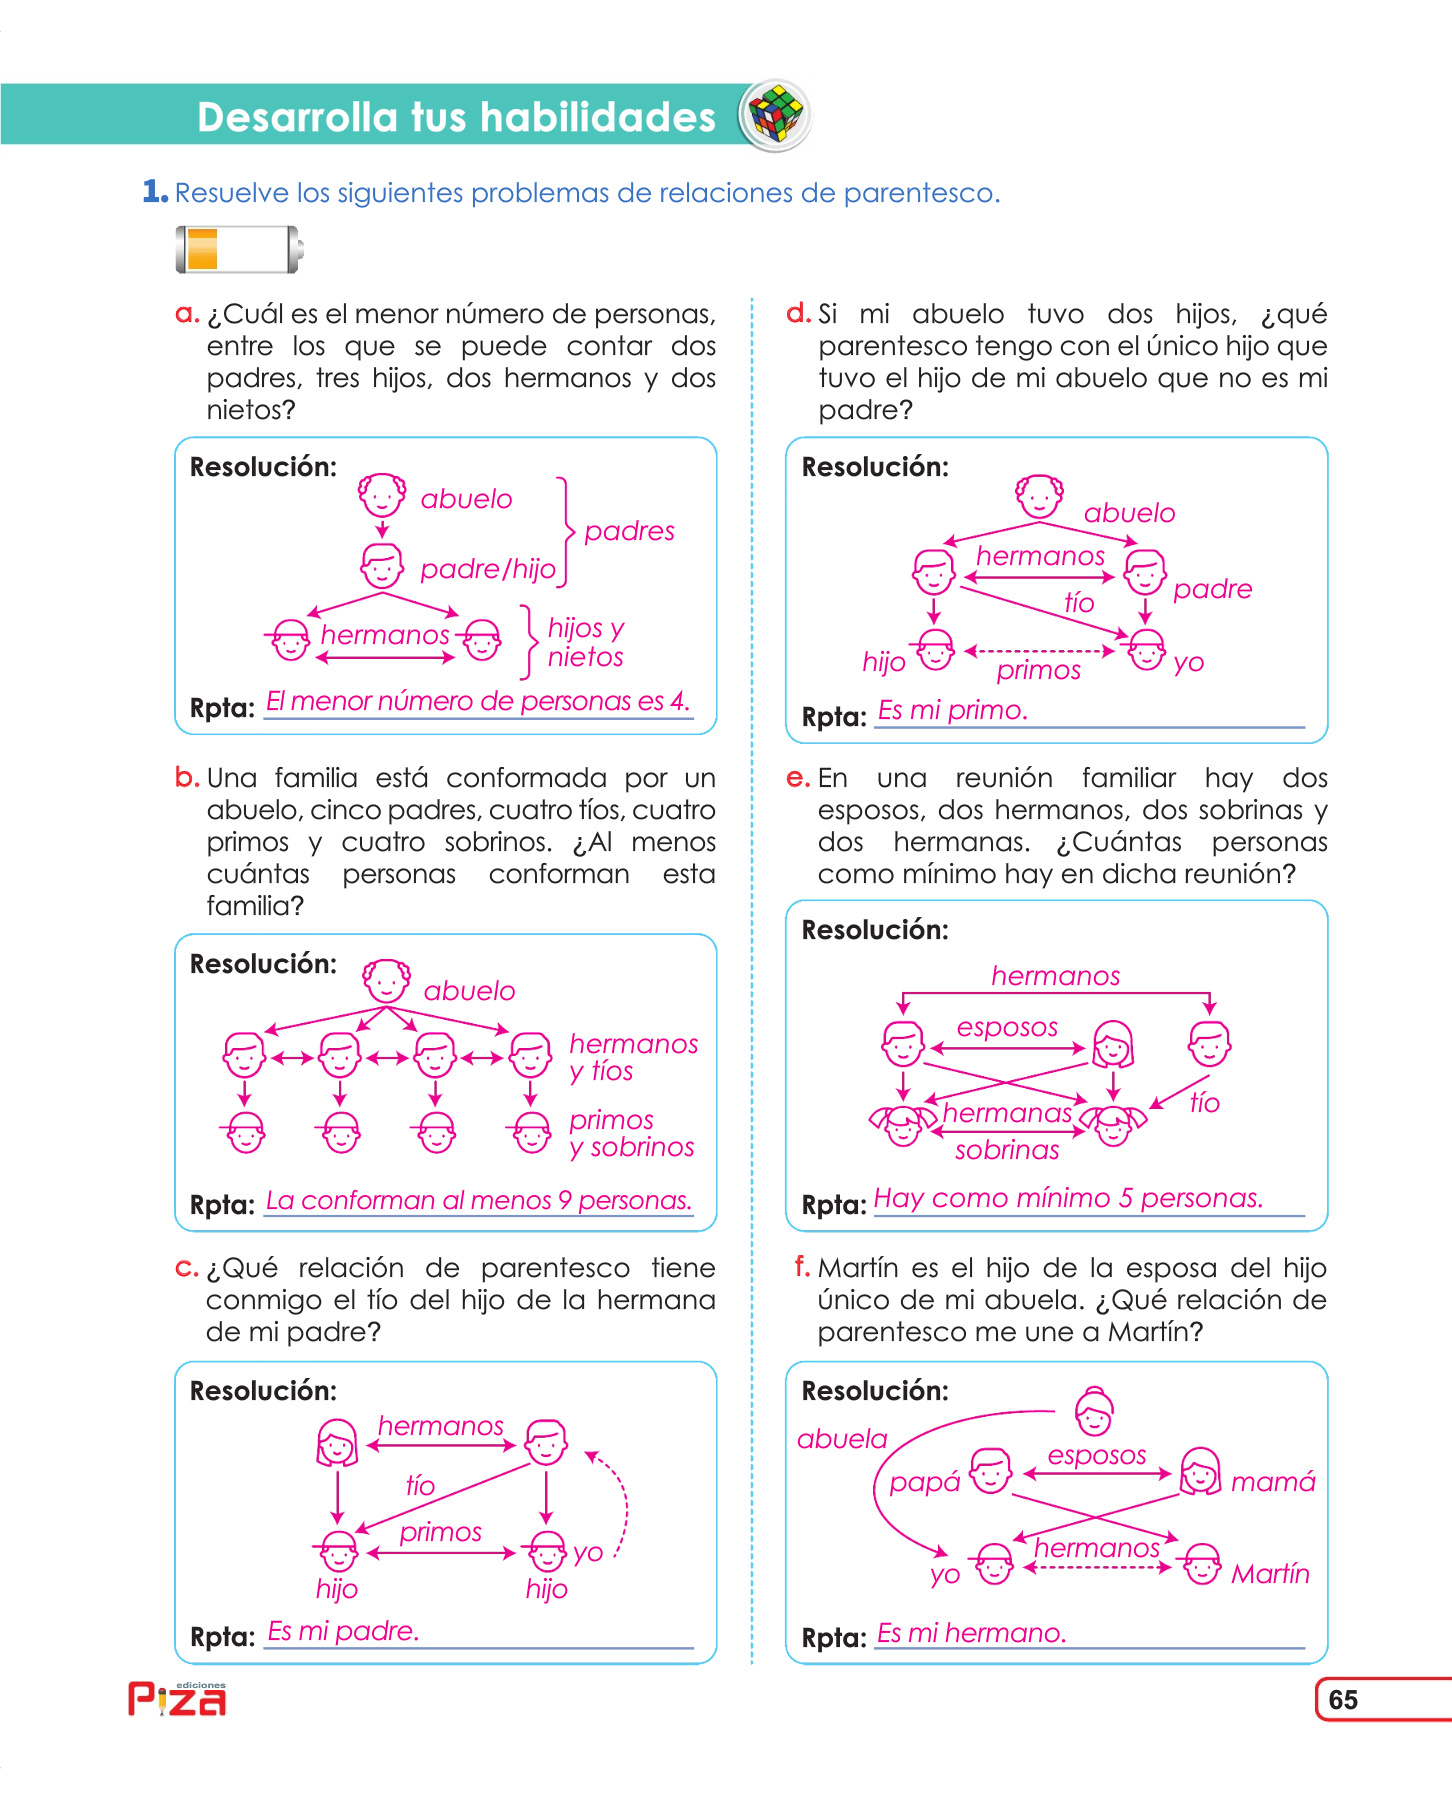 Desarrolla tus habilidades
1. Resuelve los siguientes problemas de relaciones de parentesco.
a. ¿Cuál es el menor número de personas,
entre los que se puede contar dos
padres, tres hijos, dos hermanos y dos
nietos?
Resolución:
abuelo
padres
padre/hijo
hermanos
hijos y
nietos
Rpta: El menor número de personas es 4.
b. Una familia está conformada por un
abuelo, cinco padres, cuatro tíos, cuatro
primos y cuatro sobrinos. ¿Al menos
cuántas personas conforman esta
familia?
Resolución:
abuelo
hermanos
y tíos
primos
y sobrinos
Rpta: La conforman al menos 9 personas.
c. ¿Qué relación de parentesco tiene
conmigo el tío del hijo de la hermana
de mi padre?
Resolución:
hermanos
tío
primos
yo
hijo hijo
Rpta: Es mi padre.
d. Si mi abuelo tuvo dos hijos, ¿qué
parentesco tengo con el único hijo que
tuvo el hijo de mi abuelo que no es mi
padre?
Resolución:
abuelo
hermanos
padre
tío
hijo primos yo
Rpta: Es mi primo.
e. En una reunión familiar hay dos
esposos, dos hermanos, dos sobrinas y
dos hermanas. ¿Cuántas personas
como mínimo hay en dicha reunión?
Resolución:
hermanos
esposos
tío
hermanas
sobrinas
Rpta: Hay como mínimo 5 personas.
f. Martín es el hijo de la esposa del hijo
único de mi abuela. ¿Qué relación de
parentesco me une a Martín?
Resolución:
abuela
esposos
papá mamá
hermanos
yo Martín
Rpta: Es mi hermano.
ediciones
Piza
65